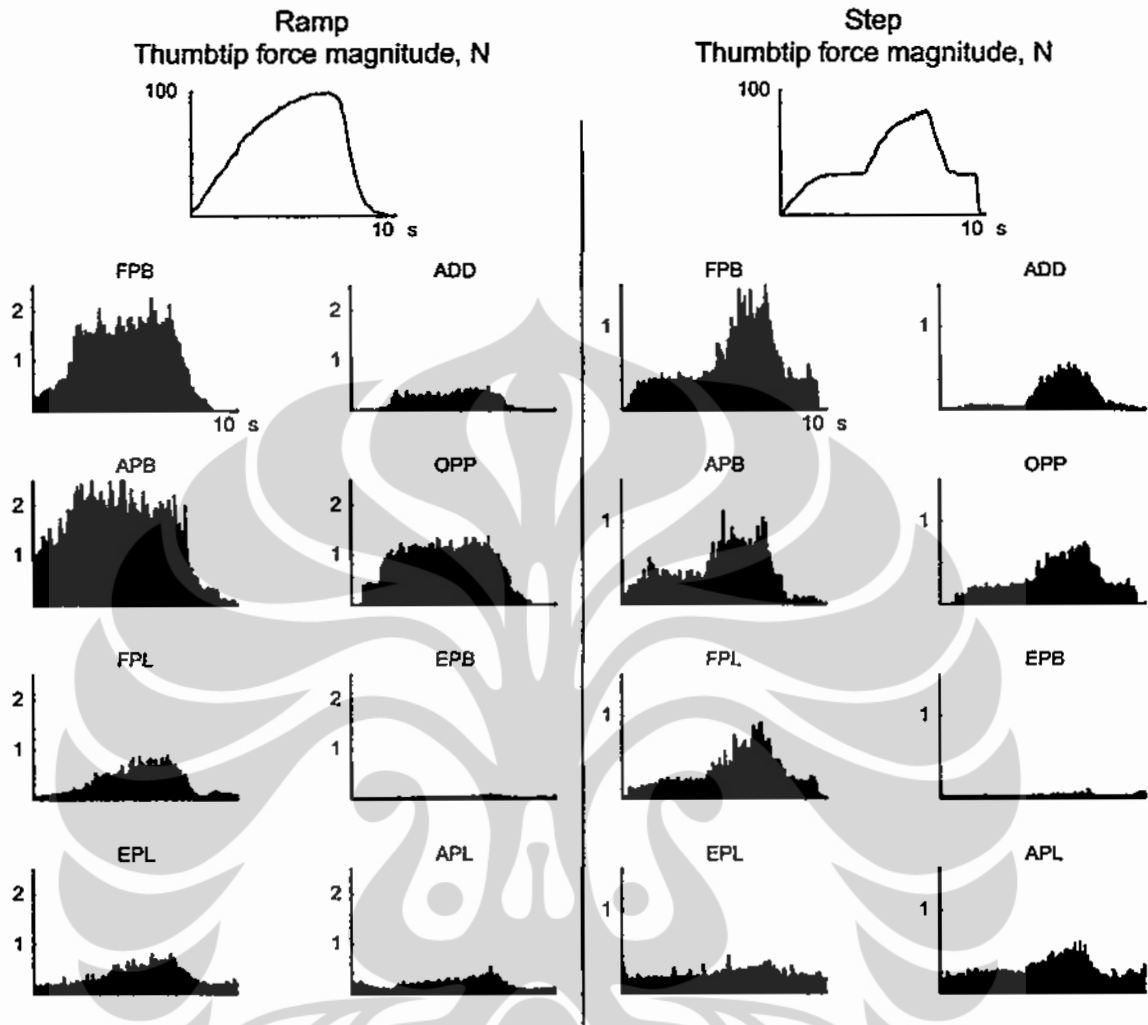 Ramp
Thumbtip force magnitude, N
100
10 s
FPB
2
1
10 s
ADD
2
1
APB
2
1
OPP
2
1
FPL
2
1
EPB
2
1
EPL
2
1
APL
2
1
Step
Thumbtip force magnitude, N
100
10 s
FPB
1
10 s
ADD
1
APB
1
OPP
1
FPL
1
EPB
1
EPL
1
APL
1